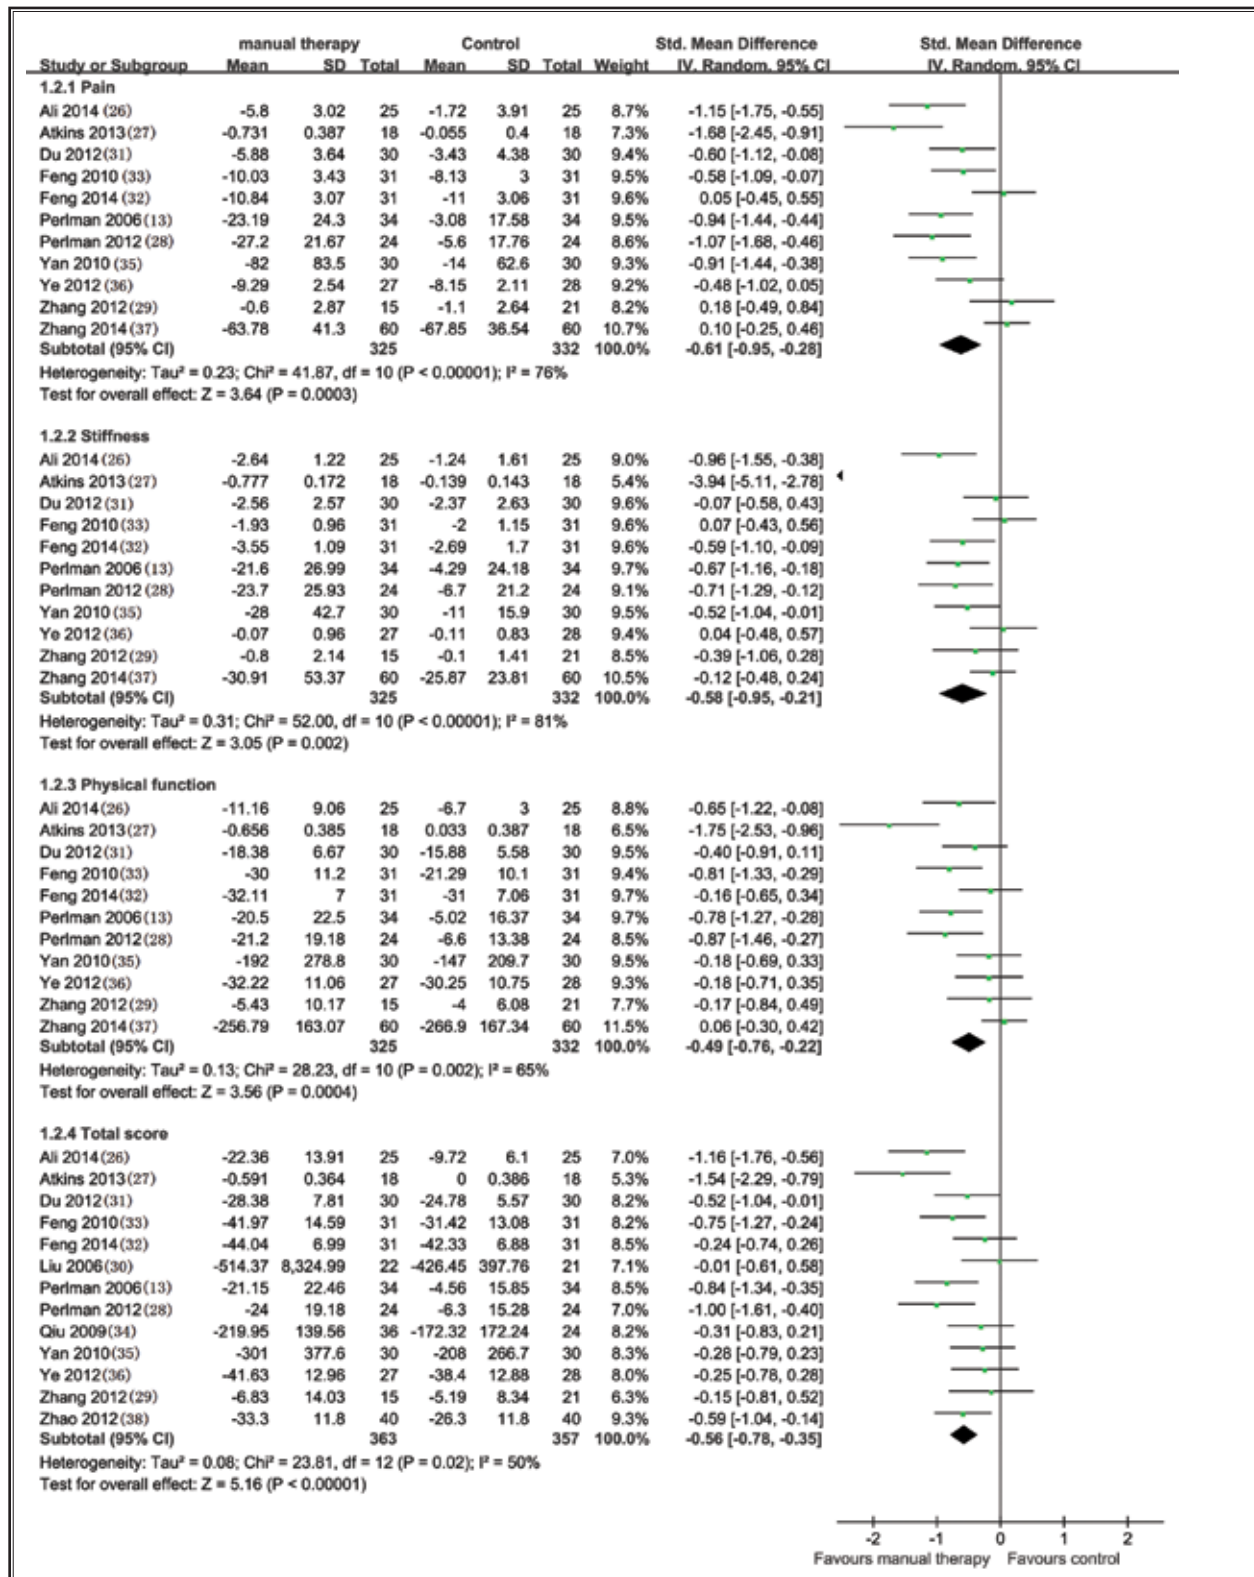 manual therapy Control Std. Mean Difference Std. Mean Difference
Study or Subgroup Mean SD Total Mean SD Total Weight IV, Random, 95% CI IV, Random, 95% CI
1.2.1 Pain
Ali 2014(26) -5.8 3.02 25 -1.72 3.91 25 8.7% -1.15 [-1.75, -0.55]
Atkins 2013(27) -0.731 0.387 18 -0.055 0.4 18 7.3% -1.68 [-2.45, -0.91]
Du 2012(31) -5.88 3.64 30 -3.43 4.38 30 9.4% -0.60 [-1.12, -0.08]
Feng 2010(33) -10.03 3.43 31 -8.13 3 31 9.4% -0.58 [-1.09, -0.07]
Feng 2014(32) -10.84 3.07 31 -11 3.06 31 9.6% 0.05 [-0.45, 0.55]
Perlman 2006(13) -23.19 24.3 34 -3.08 17.58 34 9.5% -0.94 [-1.44, -0.44]
Perlman 2012(28) -27.2 21.67 24 -5.6 17.76 24 8.6% -1.07 [-1.68, -0.46]
Yan 2010(35) -82 83.5 30 -14 62.6 30 9.3% -0.91 [-1.44, -0.38]
Ye 2012(36) -9.29 2.54 27 -8.15 2.11 28 9.2% -0.48 [-1.02, 0.05]
Zhang 2012(29) -0.6 2.87 15 -1.1 2.64 21 8.2% 0.18 [-0.49, 0.84]
Zhang 2014(37) -63.78 41.3 60 -67.85 36.54 60 10.7% 0.10 [-0.25, 0.46]
Subtotal (95% CI) 325 332 100.0% -0.61 [-0.95, -0.28]
Heterogeneity: Tau² = 0.23; Chi² = 41.87, df = 10 (P < 0.00001); I² = 76%
Test for overall effect: Z = 3.64 (P = 0.0003)
1.2.2 Stiffness
Ali 2014(26) -2.64 1.22 25 -1.24 1.61 25 9.0% -0.96 [-1.55, -0.38]
Atkins 2013(27) -0.777 0.172 18 -0.139 0.143 18 5.4% -3.94 [-5.11, -2.78]
Du 2012(31) -2.56 2.57 30 -2.37 2.63 30 9.6% -0.07 [-0.58, 0.43]
Feng 2010(33) -1.93 0.96 31 -2 1.15 31 9.6% 0.07 [-0.43, 0.56]
Feng 2014(32) -3.55 1.09 31 -2.69 1.7 31 9.6% -0.59 [-1.10, -0.09]
Perlman 2006(13) -21.6 26.99 34 -4.29 24.18 34 9.7% -0.67 [-1.16, -0.18]
Perlman 2012(28) -23.7 25.93 24 -6.7 21.2 24 9.1% -0.71 [-1.29, -0.12]
Yan 2010(35) -28 42.7 30 -11 15.9 30 9.5% -0.52 [-1.04, -0.01]
Ye 2012(36) -0.07 0.96 27 -0.11 0.83 28 9.4% 0.04 [-0.48, 0.57]
Zhang 2012(29) -0.8 2.14 15 -0.1 1.41 21 8.5% -0.39 [-1.06, 0.28]
Zhang 2014(37) -30.91 53.37 60 -25.87 23.81 60 10.5% -0.12 [-0.48, 0.24]
Subtotal (95% CI) 325 332 100.0% -0.58 [-0.95, -0.21]
Heterogeneity: Tau² = 0.31; Chi² = 52.00, df = 10 (P < 0.00001); I² = 81%
Test for overall effect: Z = 3.05 (P = 0.002)
1.2.3 Physical function
Ali 2014(26) -11.16 9.06 25 -6.7 3 25 8.8% -0.65 [-1.22, -0.08]
Atkins 2013(27) -0.656 0.385 18 0.033 0.387 18 6.5% -1.75 [-2.53, -0.96]
Du 2012(31) -18.38 6.67 30 -15.88 5.58 30 9.5% -0.40 [-0.91, 0.11]
Feng 2010(33) -30 11.2 31 -21.29 10.1 31 9.4% -0.81 [-1.33, -0.29]
Feng 2014(32) -32.11 7 31 -31 7.06 31 9.7% -0.16 [-0.65, 0.34]
Perlman 2006(13) -20.5 22.5 34 -5.02 16.37 34 9.7% -0.78 [-1.27, -0.28]
Perlman 2012(28) -21.2 19.18 24 -6.6 13.38 24 8.5% -0.87 [-1.46, -0.27]
Yan 2010(35) -192 278.8 30 -147 209.7 30 9.5% -0.18 [-0.69, 0.33]
Ye 2012(36) -32.22 11.06 27 -30.25 10.75 28 9.3% -0.18 [-0.71, 0.35]
Zhang 2012(29) -5.43 10.17 15 -4 6.08 21 7.7% -0.17 [-0.84, 0.49]
Zhang 2014(37) -256.79 163.07 60 -266.9 167.34 60 11.5% 0.06 [-0.30, 0.42]
Subtotal (95% CI) 325 332 100.0% -0.49 [-0.76, -0.22]
Heterogeneity: Tau² = 0.13; Chi² = 28.23, df = 10 (P = 0.002); I² = 65%
Test for overall effect: Z = 3.56 (P = 0.0004)
1.2.4 Total score
Ali 2014(26) -22.36 13.91 25 -9.72 6.1 25 7.0% -1.16 [-1.76, -0.56]
Atkins 2013(27) -0.591 0.364 18 0 0.386 18 5.3% -1.54 [-2.29, -0.79]
Du 2012(31) -28.38 7.81 30 -24.78 5.57 30 8.2% -0.52 [-1.04, -0.01]
Feng 2010(33) -41.97 14.59 31 -31.42 13.08 31 8.2% -0.75 [-1.27, -0.24]
Feng 2014(32) -44.04 6.99 31 -42.33 6.88 31 8.5% -0.24 [-0.74, 0.26]
Liu 2006(30) -514.37 8,324.99 22 -426.45 397.76 21 7.1% -0.01 [-0.61, 0.58]
Perlman 2006(13) -21.15 22.46 34 -4.56 15.85 34 8.5% -0.84 [-1.34, -0.35]
Perlman 2012(28) -24 19.18 24 -6.3 15.28 24 7.0% -1.00 [-1.61, -0.40]
Qiu 2009(34) -219.95 139.56 36 -172.32 172.24 24 8.2% -0.31 [-0.83, 0.21]
Yan 2010(35) -301 377.6 30 -208 266.7 30 8.3% -0.28 [-0.79, 0.23]
Ye 2012(36) -41.63 12.96 27 -38.4 12.88 28 8.0% -0.25 [-0.78, 0.28]
Zhang 2012(29) -6.83 14.03 15 -5.19 8.34 21 6.3% -0.15 [-0.81, 0.52]
Zhao 2012(38) -33.3 11.8 40 -26.3 11.8 40 9.3% -0.59 [-1.04, -0.14]
Subtotal (95% CI) 363 357 100.0% -0.56 [-0.78, -0.35]
Heterogeneity: Tau² = 0.08; Chi² = 23.81, df = 12 (P = 0.02); I² = 50%
Test for overall effect: Z = 5.16 (P < 0.00001)
-2 -1 0 1 2
Favours manual therapy Favours control